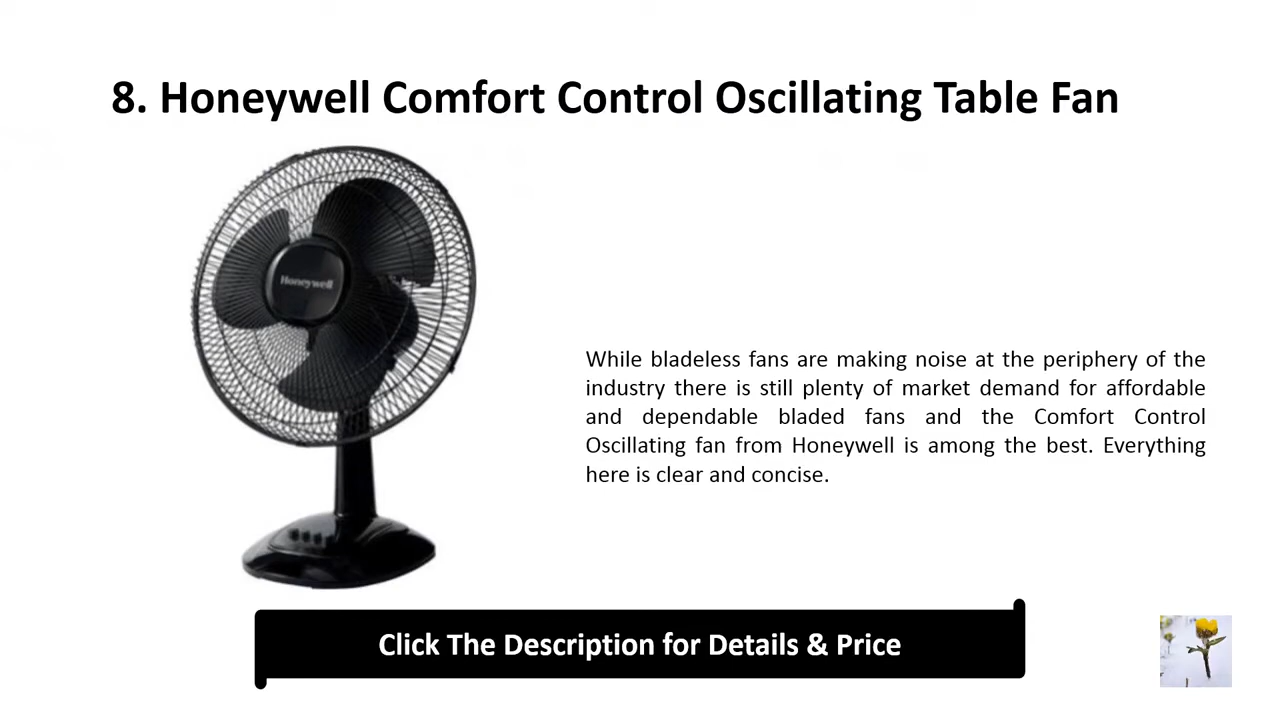 8. Honeywell Comfort Control Oscillating Table Fan
Honeywell
While bladeless fans are making noise at the periphery of the
industry there is still plenty of market demand for affordable
and dependable bladed fans and the Comfort Control
Oscillating fan from Honeywell is among the best. Everything
here is clear and concise.
Click The Description for Details & Price